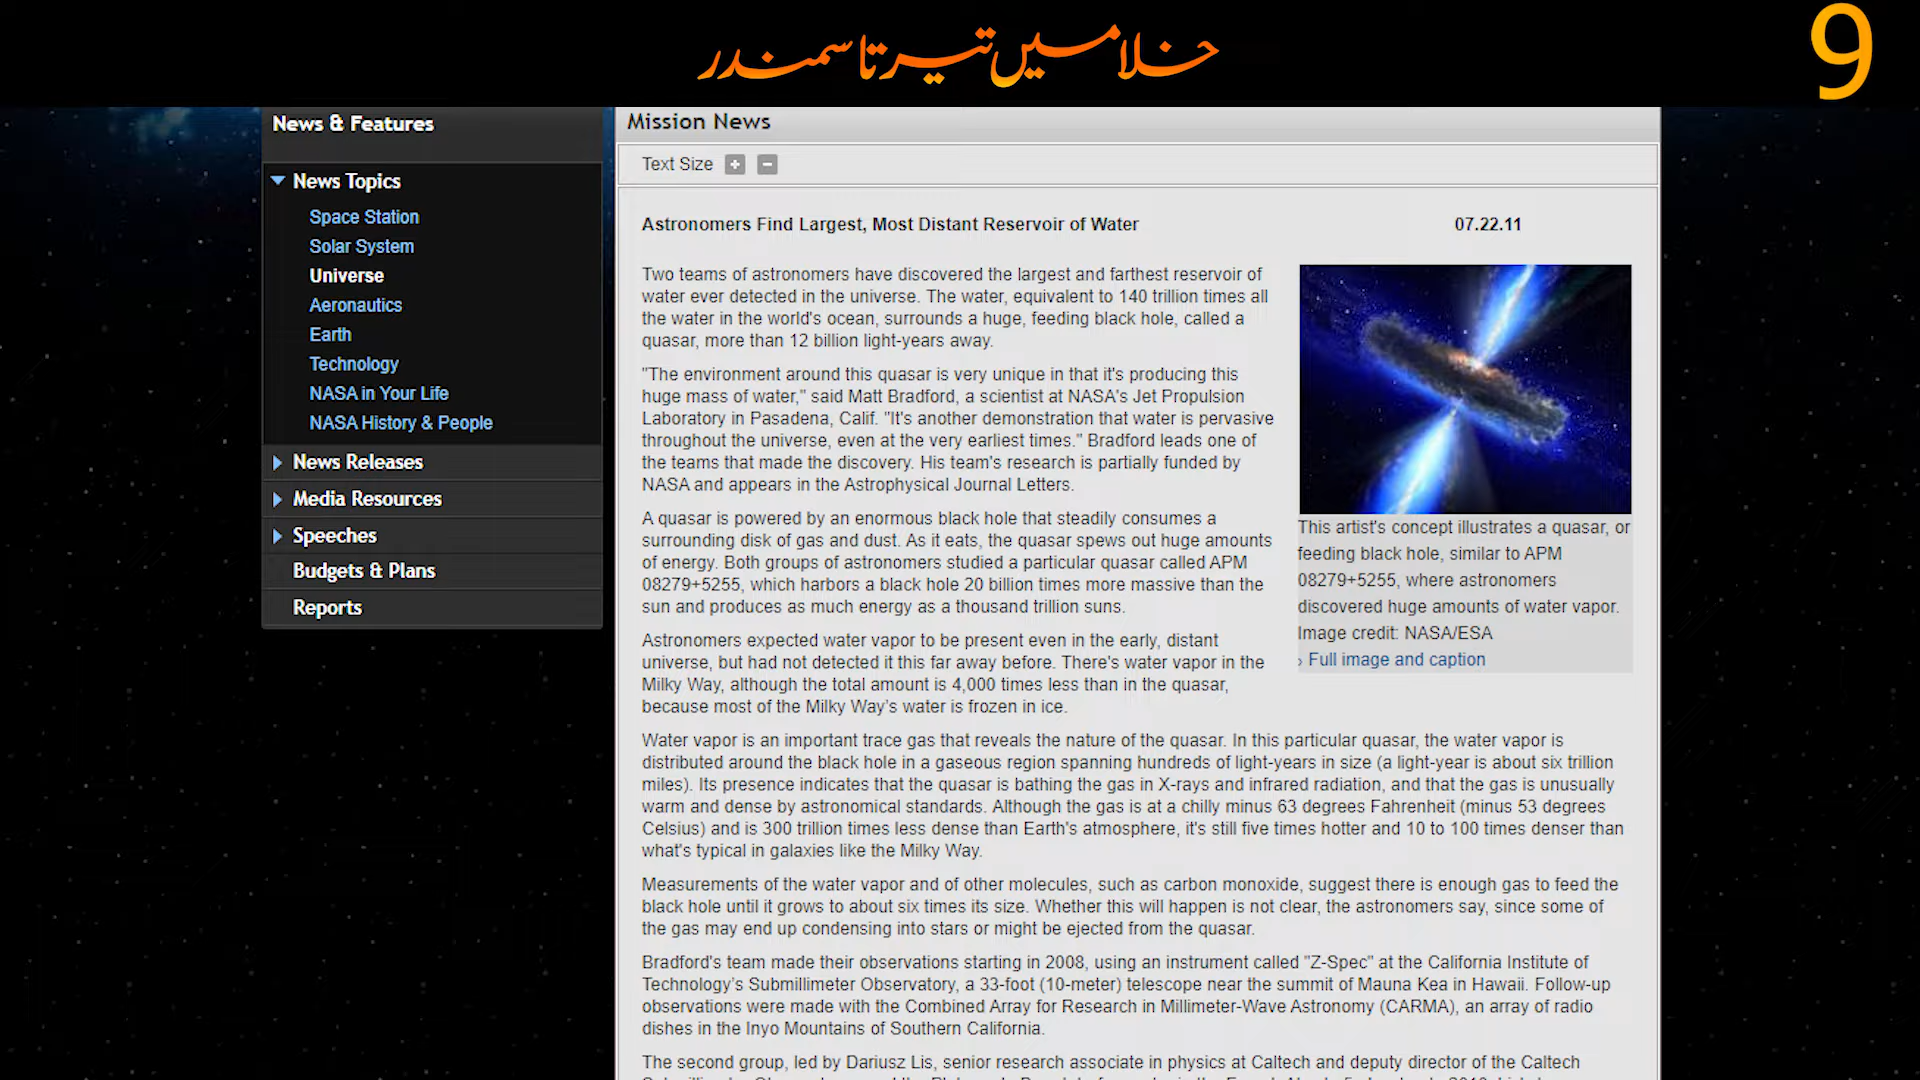 خلا میں تیرتا سمندر
9
News & Features
News Topics
Space Station
Solar System
Universe
Aeronautics
Earth
Technology
NASA in Your Life
NASA History & People
News Releases
Media Resources
Speeches
Budgets & Plans
Reports
Mission News
Text Size + -
Astronomers Find Largest, Most Distant Reservoir of Water 07.22.11
Two teams of astronomers have discovered the largest and farthest reservoir of
water ever detected in the universe. The water, equivalent to 140 trillion times all
the water in the world's ocean, surrounds a huge, feeding black hole, called a
quasar, more than 12 billion light-years away.
"The environment around this quasar is very unique in that it's producing this
huge mass of water," said Matt Bradford, a scientist at NASA's Jet Propulsion
Laboratory in Pasadena, Calif. "It's another demonstration that water is pervasive
throughout the universe, even at the very earliest times." Bradford leads one of
the teams that made the discovery. His team's research is partially funded by
NASA and appears in the Astrophysical Journal Letters.
A quasar is powered by an enormous black hole that steadily consumes a
surrounding disk of gas and dust. As it eats, the quasar spews out huge amounts
of energy. Both groups of astronomers studied a particular quasar called APM
08279+5255, which harbors a black hole 20 billion times more massive than the
sun and produces as much energy as a thousand trillion suns.
Astronomers expected water vapor to be present even in the early, distant
universe, but had not detected it this far away before. There's water vapor in the
Milky Way, although the total amount is 4,000 times less than in the quasar,
because most of the Milky Way's water is frozen in ice.
This artist's concept illustrates a quasar, or
feeding black hole, similar to APM
08279+5255, where astronomers
discovered huge amounts of water vapor.
Image credit: NASA/ESA
› Full image and caption
Water vapor is an important trace gas that reveals the nature of the quasar. In this particular quasar, the water vapor is
distributed around the black hole in a gaseous region spanning hundreds of light-years in size (a light-year is about six trillion
miles). Its presence indicates that the quasar is bathing the gas in X-rays and infrared radiation, and that the gas is unusually
warm and dense by astronomical standards. Although the gas is at a chilly minus 63 degrees Fahrenheit (minus 53 degrees
Celsius) and is 300 trillion times less dense than Earth's atmosphere, it's still five times hotter and 10 to 100 times denser than
what's typical in galaxies like the Milky Way.
Measurements of the water vapor and of other molecules, such as carbon monoxide, suggest there is enough gas to feed the
black hole until it grows to about six times its size. Whether this will happen is not clear, the astronomers say, since some of
the gas may end up condensing into stars or might be ejected from the quasar.
Bradford's team made their observations starting in 2008, using an instrument called "Z-Spec" at the California Institute of
Technology's Submillimeter Observatory, a 33-foot (10-meter) telescope near the summit of Mauna Kea in Hawaii. Follow-up
observations were made with the Combined Array for Research in Millimeter-Wave Astronomy (CARMA), an array of radio
dishes in the Inyo Mountains of Southern California.
The second group, led by Dariusz Lis, senior research associate in physics at Caltech and deputy director of the Caltech